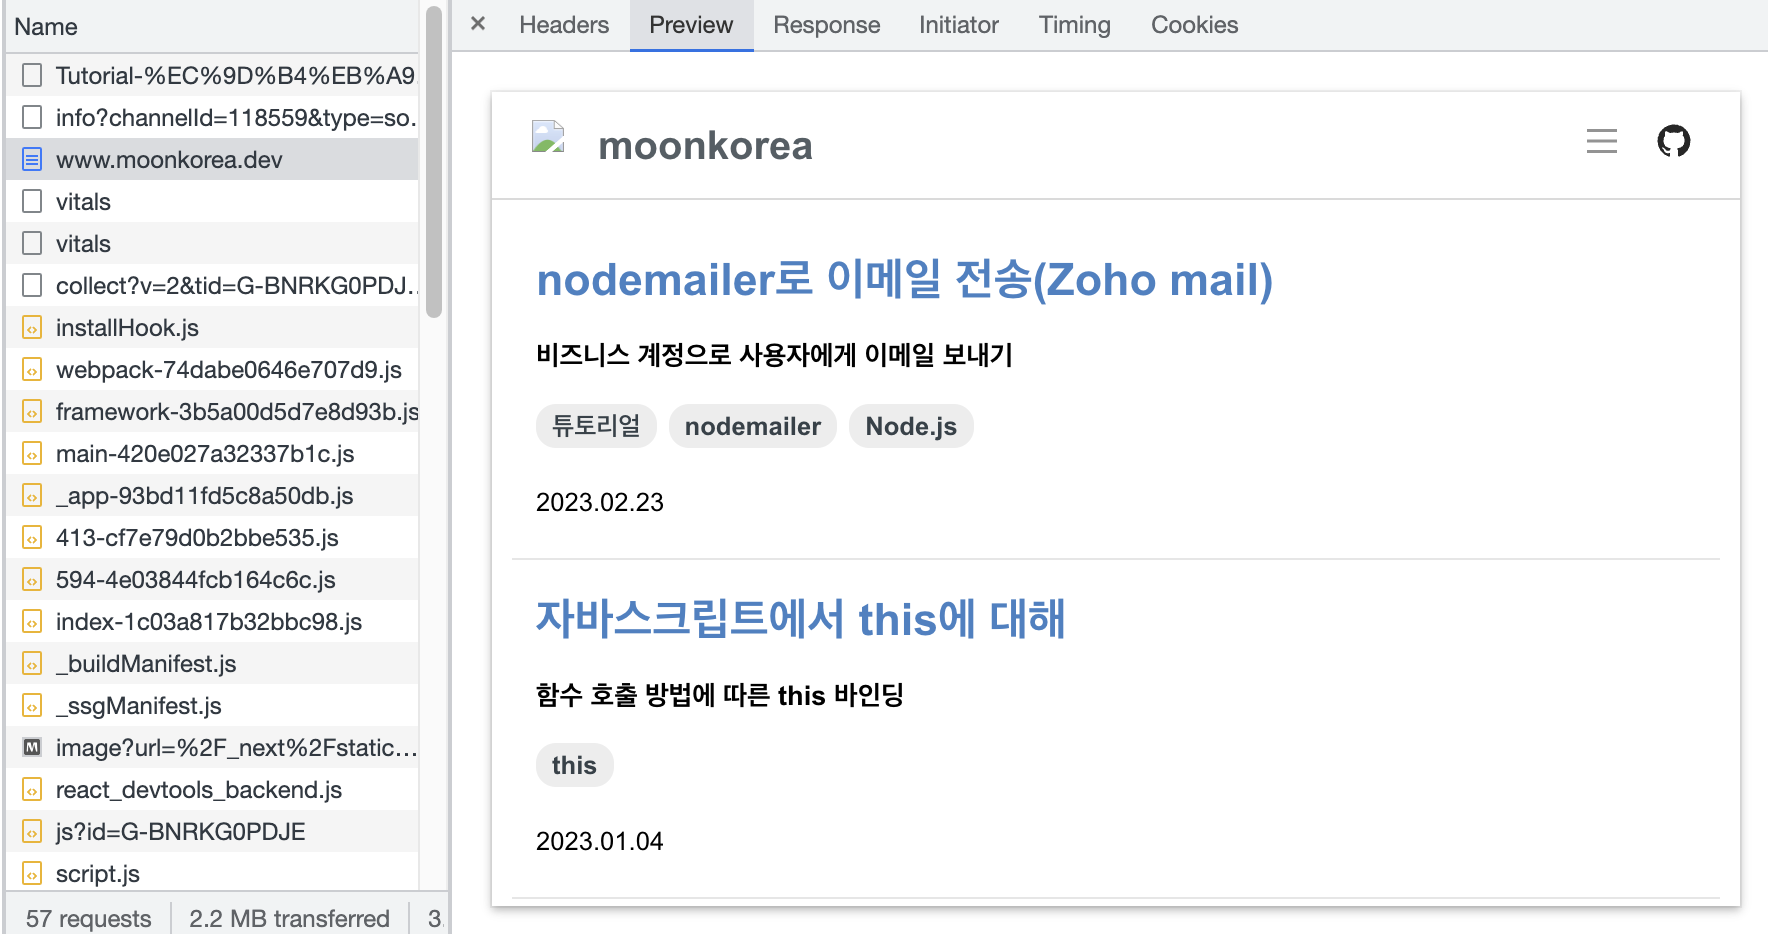 Name
Tutorial-%EC%9D%B4%EB%A9
info?channelId=118559&type=so.
www.moonkorea.dev
vitals
vitals
collect?v=2&tid=G-BNRKG0PDJ..
installHook.js
webpack-74dabe0646e707d9.js
framework-3b5a00d5d7e8d93b.js
main-420e027a32337b1c.js
_app-93bd11fd5c8a50db.js
413-cf7e79d0b2bbe535.js
594-4e03844fcb164c6c.js
index-1c03a817b32bbc98.js
_buildManifest.js
_ssgManifest.js
image?url=%2F_next%2Fstatic...
react_devtools_backend.js
js?id=G-BNRKG0PDJE
script.js
57 requests 2.2 MB transferred 3.
× Headers Preview Response Initiator Timing Cookies
moonkorea
nodemailer로 이메일 전송(Zoho mail)
비즈니스 계정으로 사용자에게 이메일 보내기
튜토리얼 nodemailer Node.js
2023.02.23
자바스크립트에서 this에 대해
함수 호출 방법에 따른 this 바인딩
this
2023.01.04